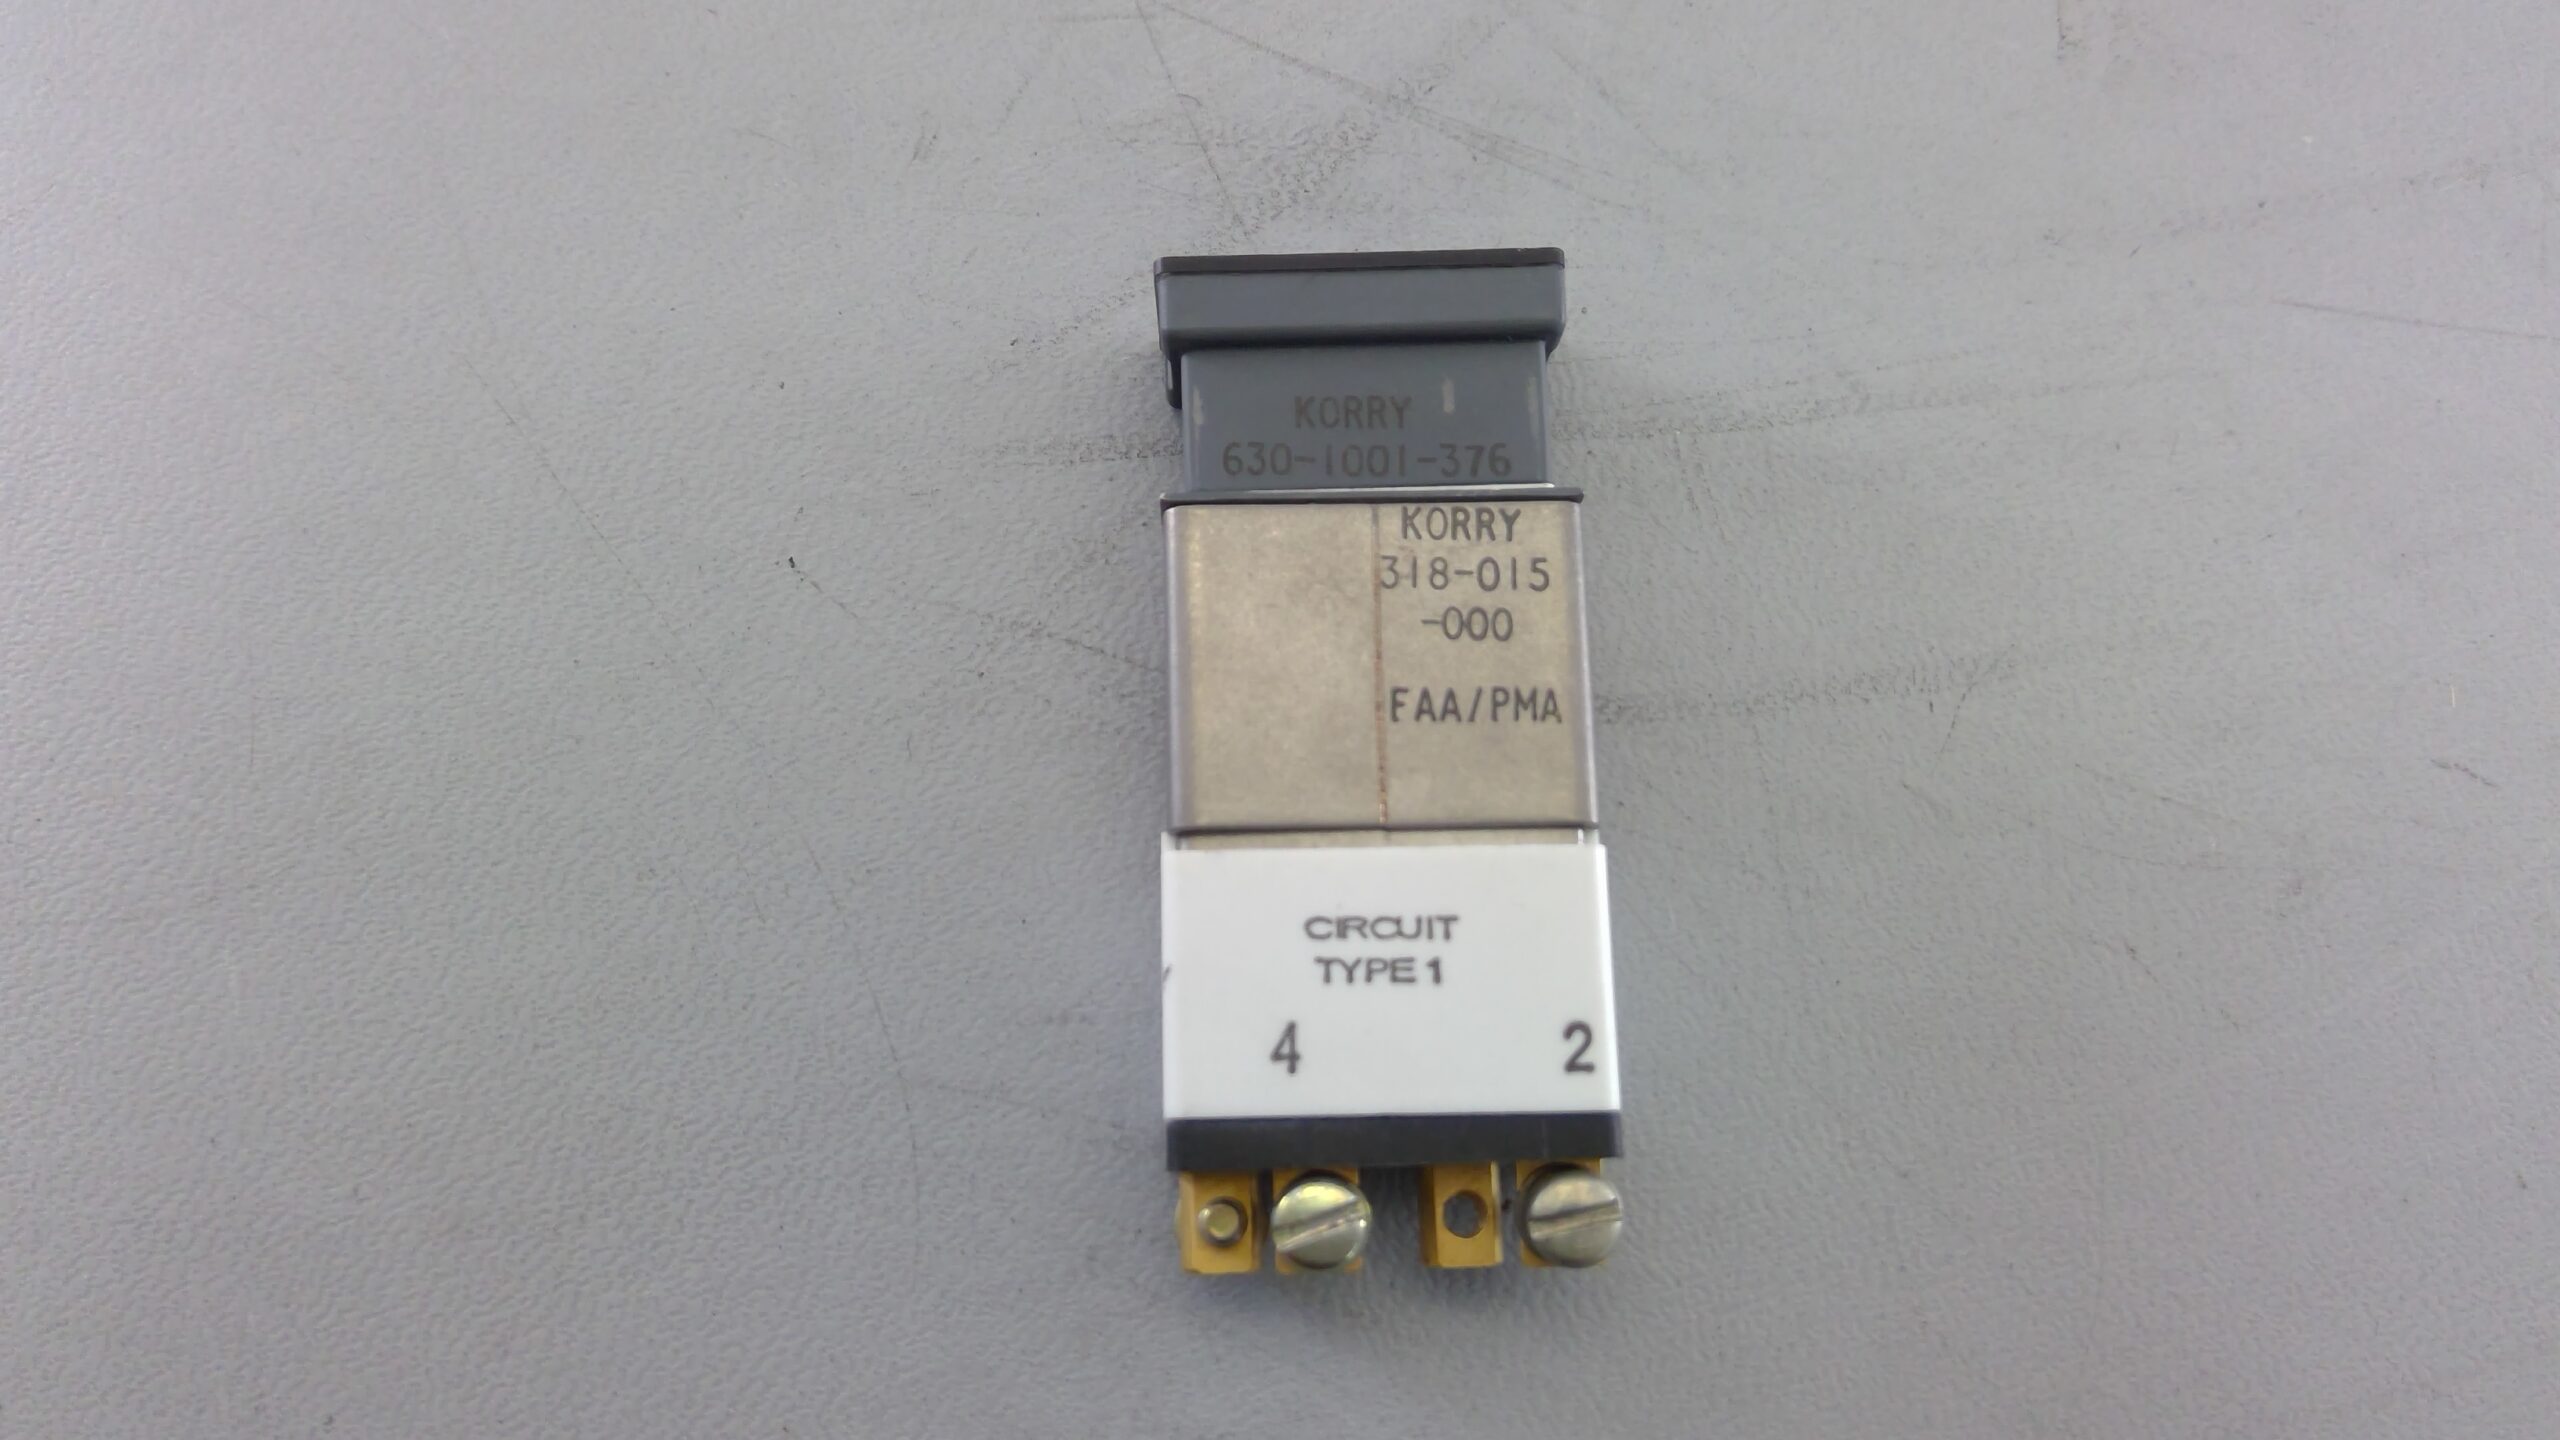 KORRY
630-1001-376
KORRY
318-015
-000
FAA/PMA
CIRCUIT
TYPE 1
4 2